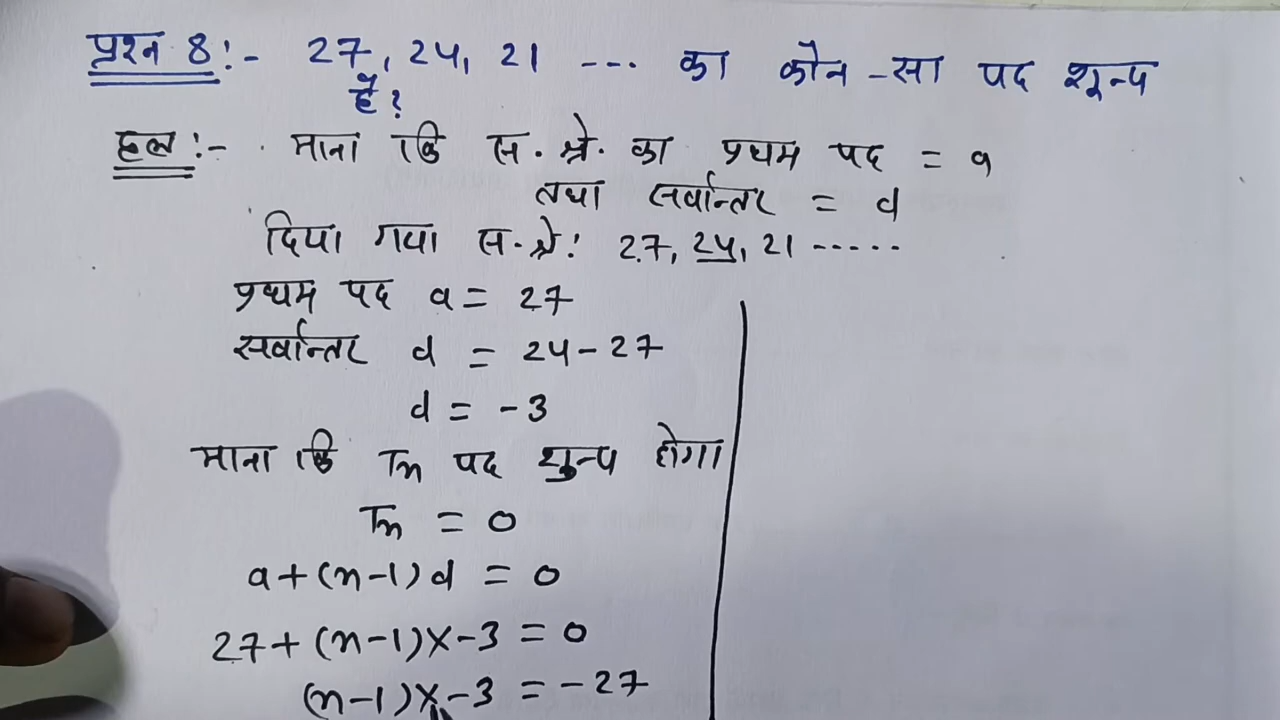 प्रश्न 8:- 27, 24, 21 --- का कौन-सा पद शून्य
है?
हल:- माना कि स.श्रे. का प्रथम पद = a
तथा सर्वान्तर = d
दिया गया स.श्रे: 27, 24, 21 -----
प्रथम पद a = 27
सर्वान्तर d = 24-27
d = -3
माना कि Tn पद शुन्य होगा
Tn = 0
a+(n-1)d = 0
27+(n-1)x-3 = 0
(n-1)x-3 = -27